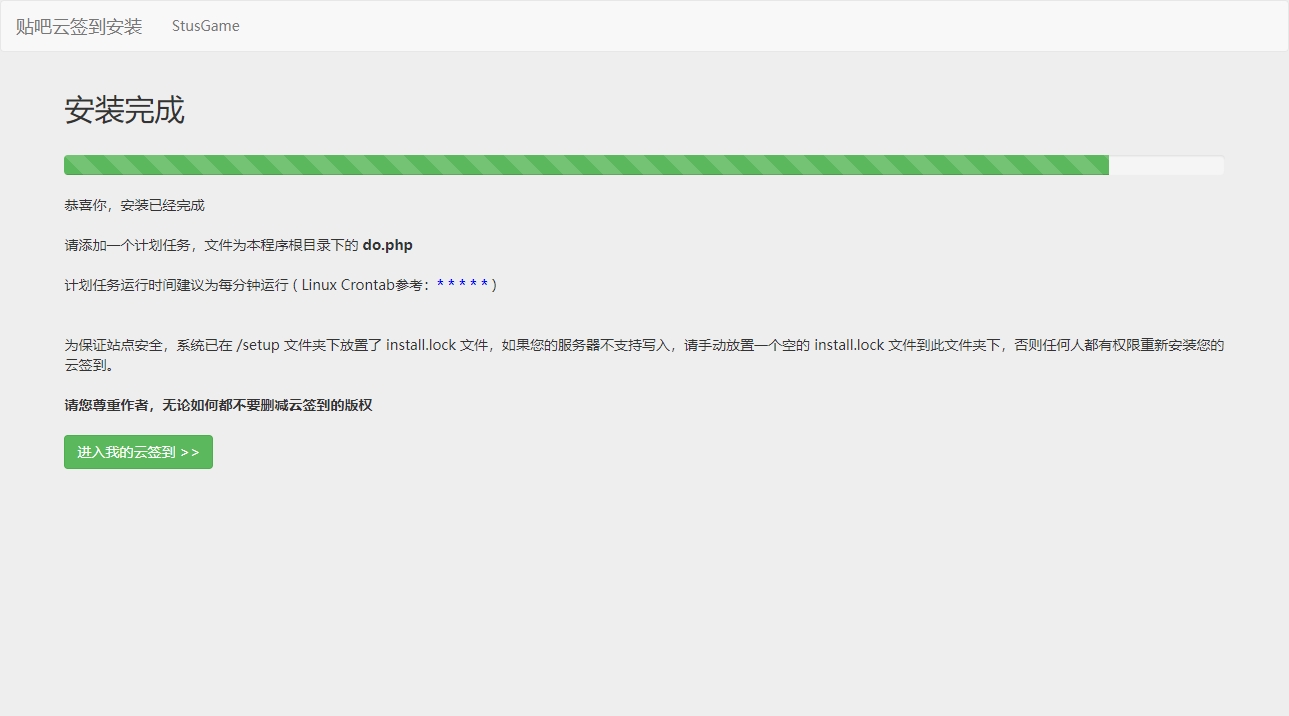 贴吧云签到安装 StusGame
安装完成
恭喜你，安装已经完成
请添加一个计划任务，文件为本程序根目录下的 do.php
计划任务运行时间建议为每分钟运行 ( Linux Crontab参考：* * * * * )
为保证站点安全，系统已在 /setup 文件夹下放置了 install.lock 文件，如果您的服务器不支持写入，请手动放置一个空的 install.lock 文件到此文件夹下，否则任何人都有权限重新安装您的
云签到。
请您尊重作者，无论如何都不要删减云签到的版权
进入我的云签到 >>